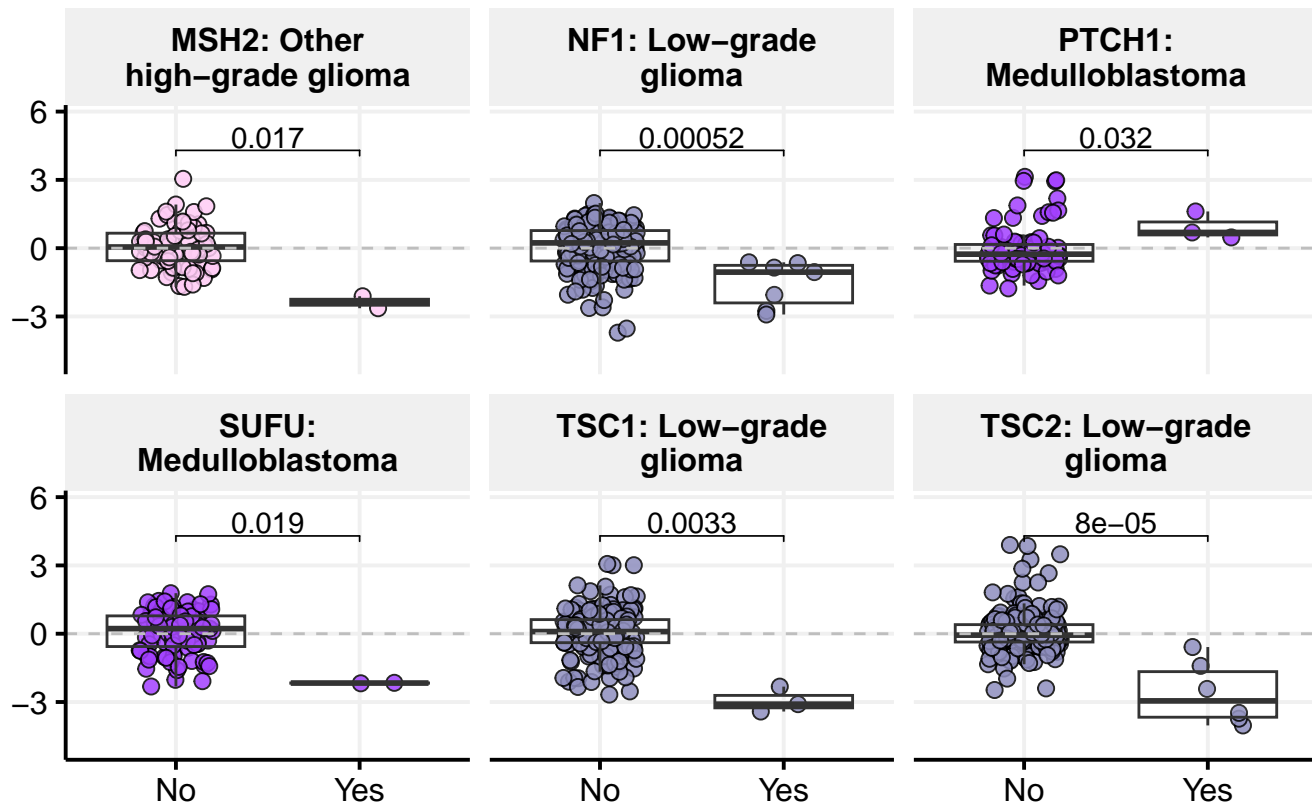 MSH2: Other
high−grade glioma
NF1: Low−grade
glioma
PTCH1:
Medulloblastoma
6
3
0
−3
0.017
0.00052
0.032
SUFU:
Medulloblastoma
TSC1: Low−grade
glioma
TSC2: Low−grade
glioma
6
3
0
−3
0.019
0.0033
8e−05
No
Yes
No
Yes
No
Yes